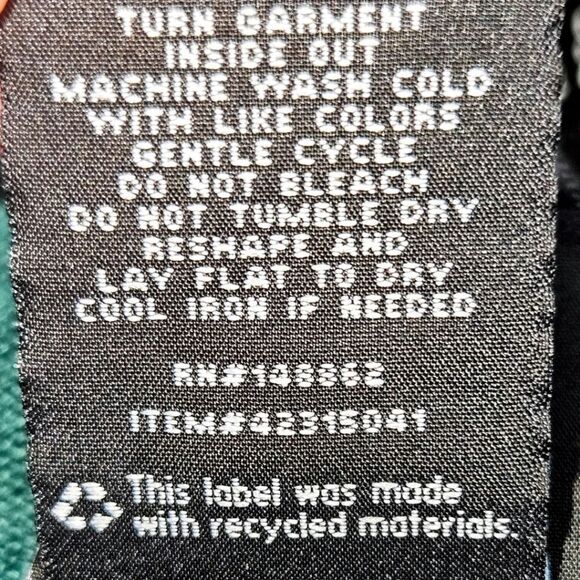 TURN GARMENT
INSIDE OUT
MACHINE WASH COLD
WITH LIKE COLORS
GENTLE CYCLE
DO NOT BLEACH
DO NOT TUMBLE DRY
RESHAPE AND
LAY FLAT TO DRY
COOL IRON IF NEEDED
ITEM#42315041
This label was made
with recycled materials.